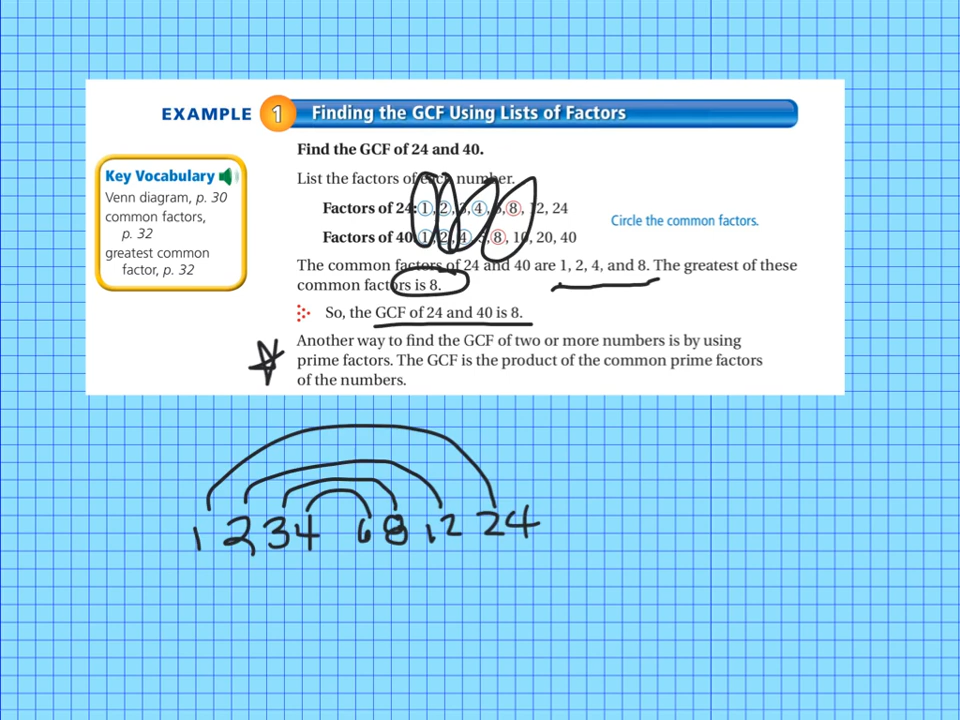 EXAMPLE 1 Finding the GCF Using Lists of Factors
Key Vocabulary
Venn diagram, p. 30
common factors,
p. 32
greatest common
factor, p. 32
Find the GCF of 24 and 40.
List the factors of each number.
Factors of 24: 1, 2, 3, 4, 6, 8, 12, 24
Factors of 40: 1, 2, 4, 5, 8, 10, 20, 40
Circle the common factors.
The common factors of 24 and 40 are 1, 2, 4, and 8. The greatest of these
common factors is 8.
So, the GCF of 24 and 40 is 8.
Another way to find the GCF of two or more numbers is by using
prime factors. The GCF is the product of the common prime factors
of the numbers.
1 2 3 4 6 8 12 24